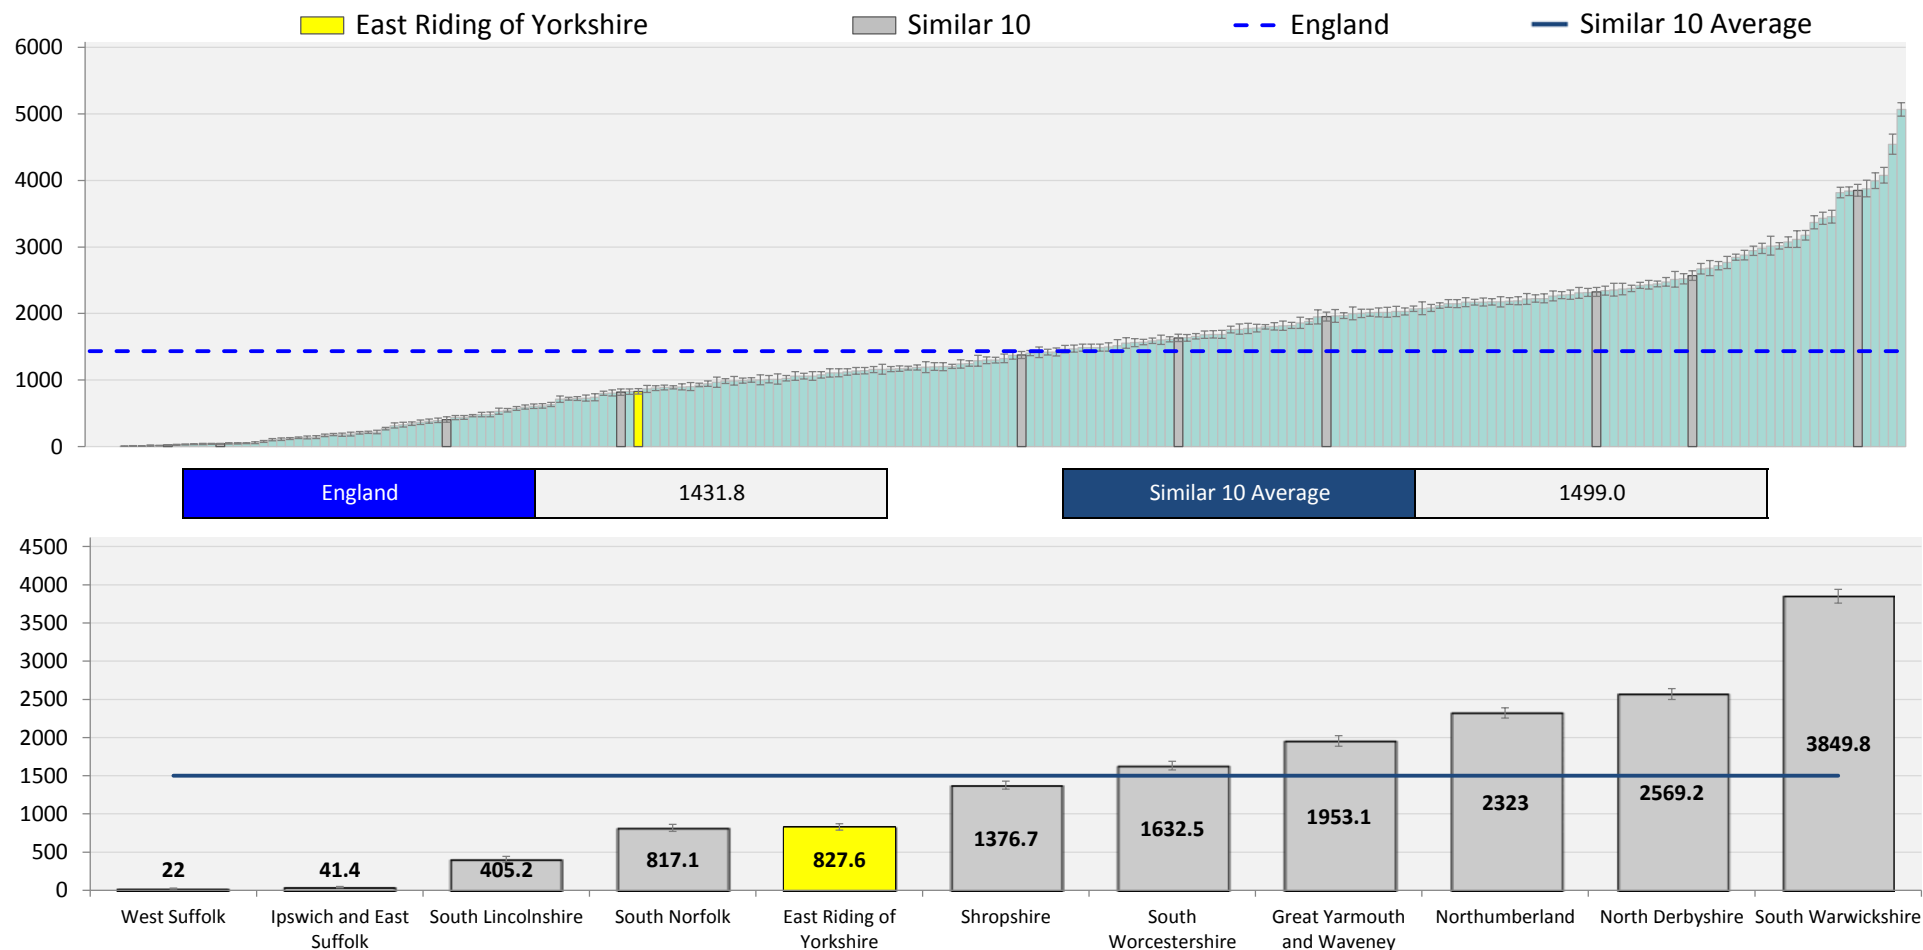 East Riding of Yorkshire Similar 10 England Similar 10 Average
6000
5000
4000
3000
2000
1000
0
England 1431.8 Similar 10 Average 1499.0
4500
4000
3500
3000
2500
2000
1500
1000
500
0
22 41.4 405.2 817.1 827.6 1376.7 1632.5 1953.1 2323 2569.2 3849.8
West Suffolk
Ipswich and East
Suffolk
South Lincolnshire
South Norfolk
East Riding of
Yorkshire
Shropshire
South
Worcestershire
Great Yarmouth
and Waveney
Northumberland
North Derbyshire
South Warwickshire